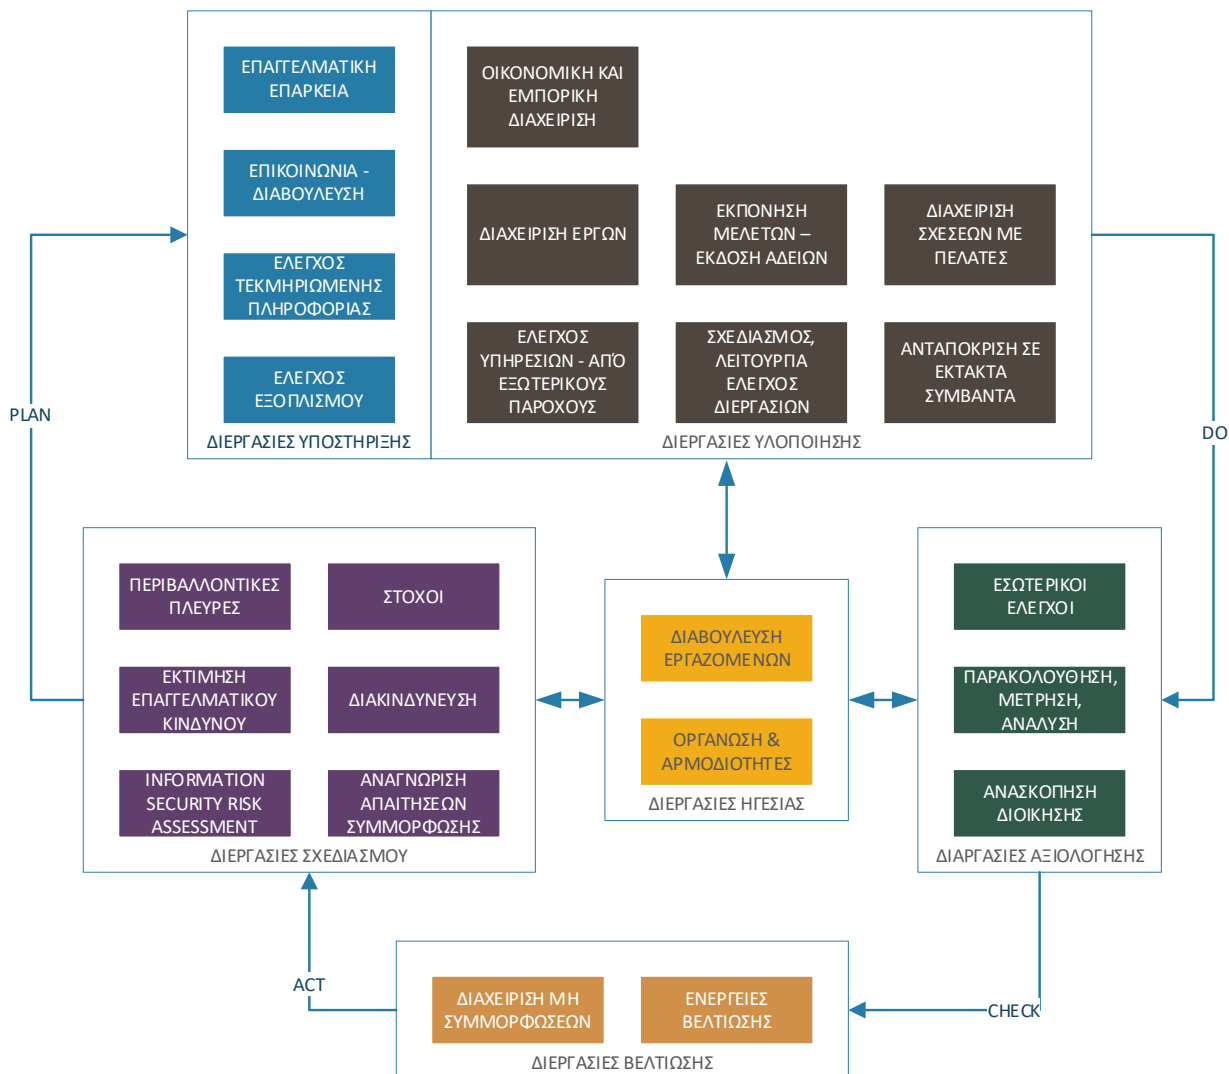 ΕΠΑΓΓΕΛΜΑΤΙΚΗ
ΕΠΑΡΚΕΙΑ
ΕΠΙΚΟΙΝΩΝΙΑ -
ΔΙΑΒΟΥΛΕΥΣΗ
ΕΛΕΓΧΟΣ
ΤΕΚΜΗΡΙΩΜΕΝΗΣ
ΠΛΗΡΟΦΟΡΙΑΣ
ΕΛΕΓΧΟΣ
ΕΞΟΠΛΙΣΜΟΥ
ΔΙΕΡΓΑΣΙΕΣ ΥΠΟΣΤΗΡΙΞΗΣ
ΟΙΚΟΝΟΜΙΚΗ ΚΑΙ
ΕΜΠΟΡΙΚΗ
ΔΙΑΧΕΙΡΙΣΗ
ΔΙΑΧΕΙΡΙΣΗ ΕΡΓΩΝ
ΕΚΠΟΝΗΣΗ
ΜΕΛΕΤΩΝ –
ΕΚΔΟΣΗ ΑΔΕΙΩΝ
ΔΙΑΧΕΙΡΙΣΗ
ΣΧΕΣΕΩΝ ΜΕ
ΠΕΛΑΤΕΣ
ΕΛΕΓΧΟΣ
ΥΠΗΡΕΣΙΩΝ - ΑΠΌ
ΕΞΩΤΕΡΙΚΟΥΣ
ΠΑΡΟΧΟΥΣ
ΣΧΕΔΙΑΣΜΟΣ,
ΛΕΙΤΟΥΡΓΙΑ
ΕΛΕΓΧΟΣ
ΔΙΕΡΓΑΣΙΩΝ
ΑΝΤΑΠΟΚΡΙΣΗ ΣΕ
ΕΚΤΑΚΤΑ
ΣΥΜΒΑΝΤΑ
ΔΙΕΡΓΑΣΙΕΣ ΥΛΟΠΟΙΗΣΗΣ
PLAN
DO
ΠΕΡΙΒΑΛΛΟΝΤΙΚΕΣ
ΠΛΕΥΡΕΣ
ΣΤΟΧΟΙ
ΕΚΤΙΜΗΣΗ
ΕΠΑΓΓΕΛΜΑΤΙΚΟΥ
ΚΙΝΔΥΝΟΥ
ΔΙΑΚΙΝΔΥΝΕΥΣΗ
INFORMATION
SECURITY RISK
ASSESSMENT
ΑΝΑΓΝΩΡΙΣΗ
ΑΠΑΙΤΗΣΕΩΝ
ΣΥΜΜΟΡΦΩΣΗΣ
ΔΙΕΡΓΑΣΙΕΣ ΣΧΕΔΙΑΣΜΟΥ
ΔΙΑΒΟΥΛΕΥΣΗ
ΕΡΓΑΖΟΜΕΝΩΝ
ΟΡΓΑΝΩΣΗ &
ΑΡΜΟΔΙΟΤΗΤΕΣ
ΔΙΕΡΓΑΣΙΕΣ ΗΓΕΣΙΑΣ
ΕΣΩΤΕΡΙΚΟΙ
ΕΛΕΓΧΟΙ
ΠΑΡΑΚΟΛΟΥΘΗΣΗ,
ΜΕΤΡΗΣΗ,
ΑΝΑΛΥΣΗ
ΑΝΑΣΚΟΠΗΣΗ
ΔΙΟΙΚΗΣΗΣ
ΔΙΑΡΓΑΣΙΕΣ ΑΞΙΟΛΟΓΗΣΗΣ
ACT
ΔΙΑΧΕΙΡΙΣΗ ΜΗ
ΣΥΜΜΟΡΦΩΣΕΩΝ
ΕΝΕΡΓΕΙΕΣ
ΒΕΛΤΙΩΣΗΣ
ΔΙΕΡΓΑΣΙΕΣ ΒΕΛΤΙΩΣΗΣ
CHECK